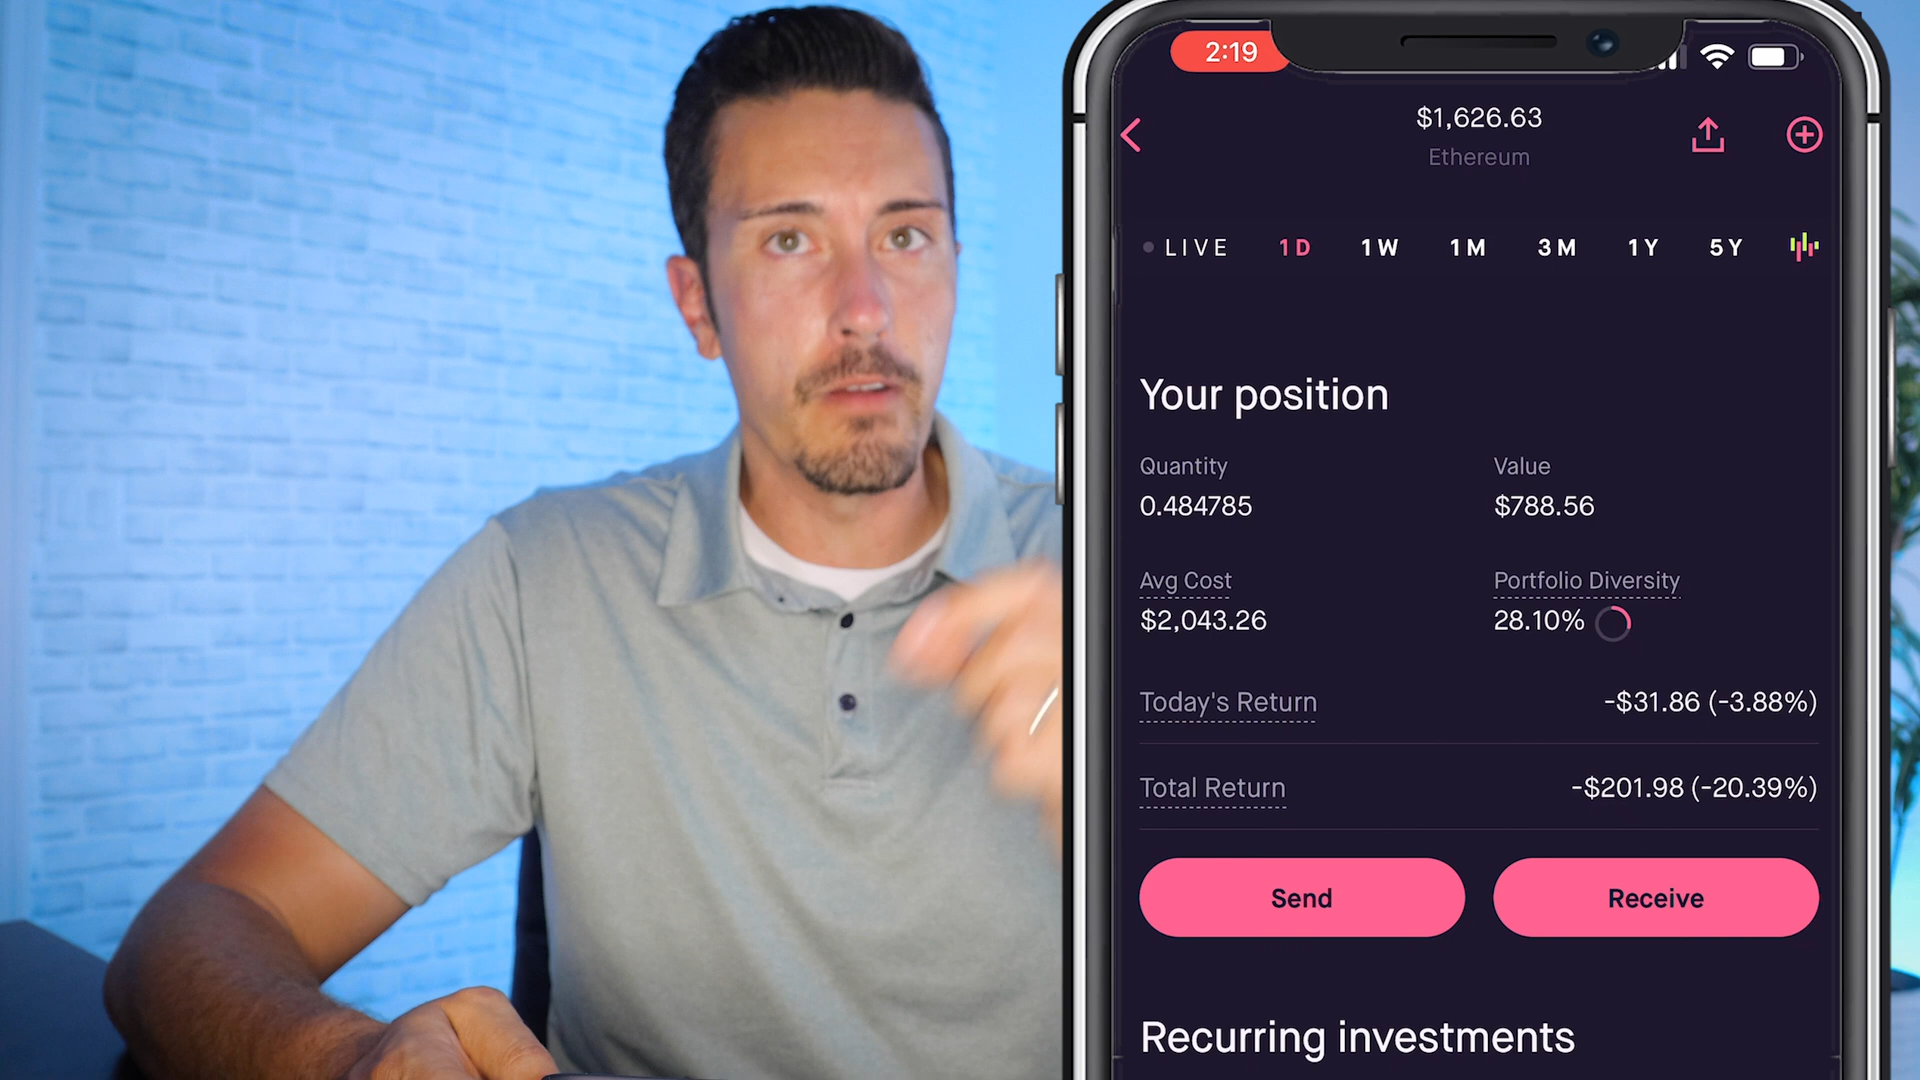 2:19
$1,626.63
Ethereum
LIVE 1D 1W 1M 3M 1Y 5Y
Your position
Quantity Value
0.484785 $788.56
Avg Cost Portfolio Diversity
$2,043.26 28.10%
Today's Return -$31.86 (-3.88%)
Total Return -$201.98 (-20.39%)
Send Receive
Recurring investments